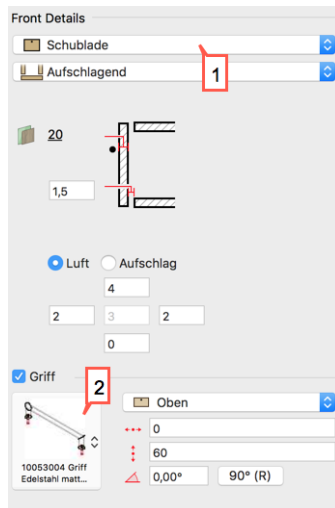 Front Details
Schublade
Aufschlagend
1
20
1,5
Luft Aufschlag
4
2 3 2
0
Griff
2
Oben
0
60
10053004 Griff
Edelstahl matt...
0,00° 90° (R)